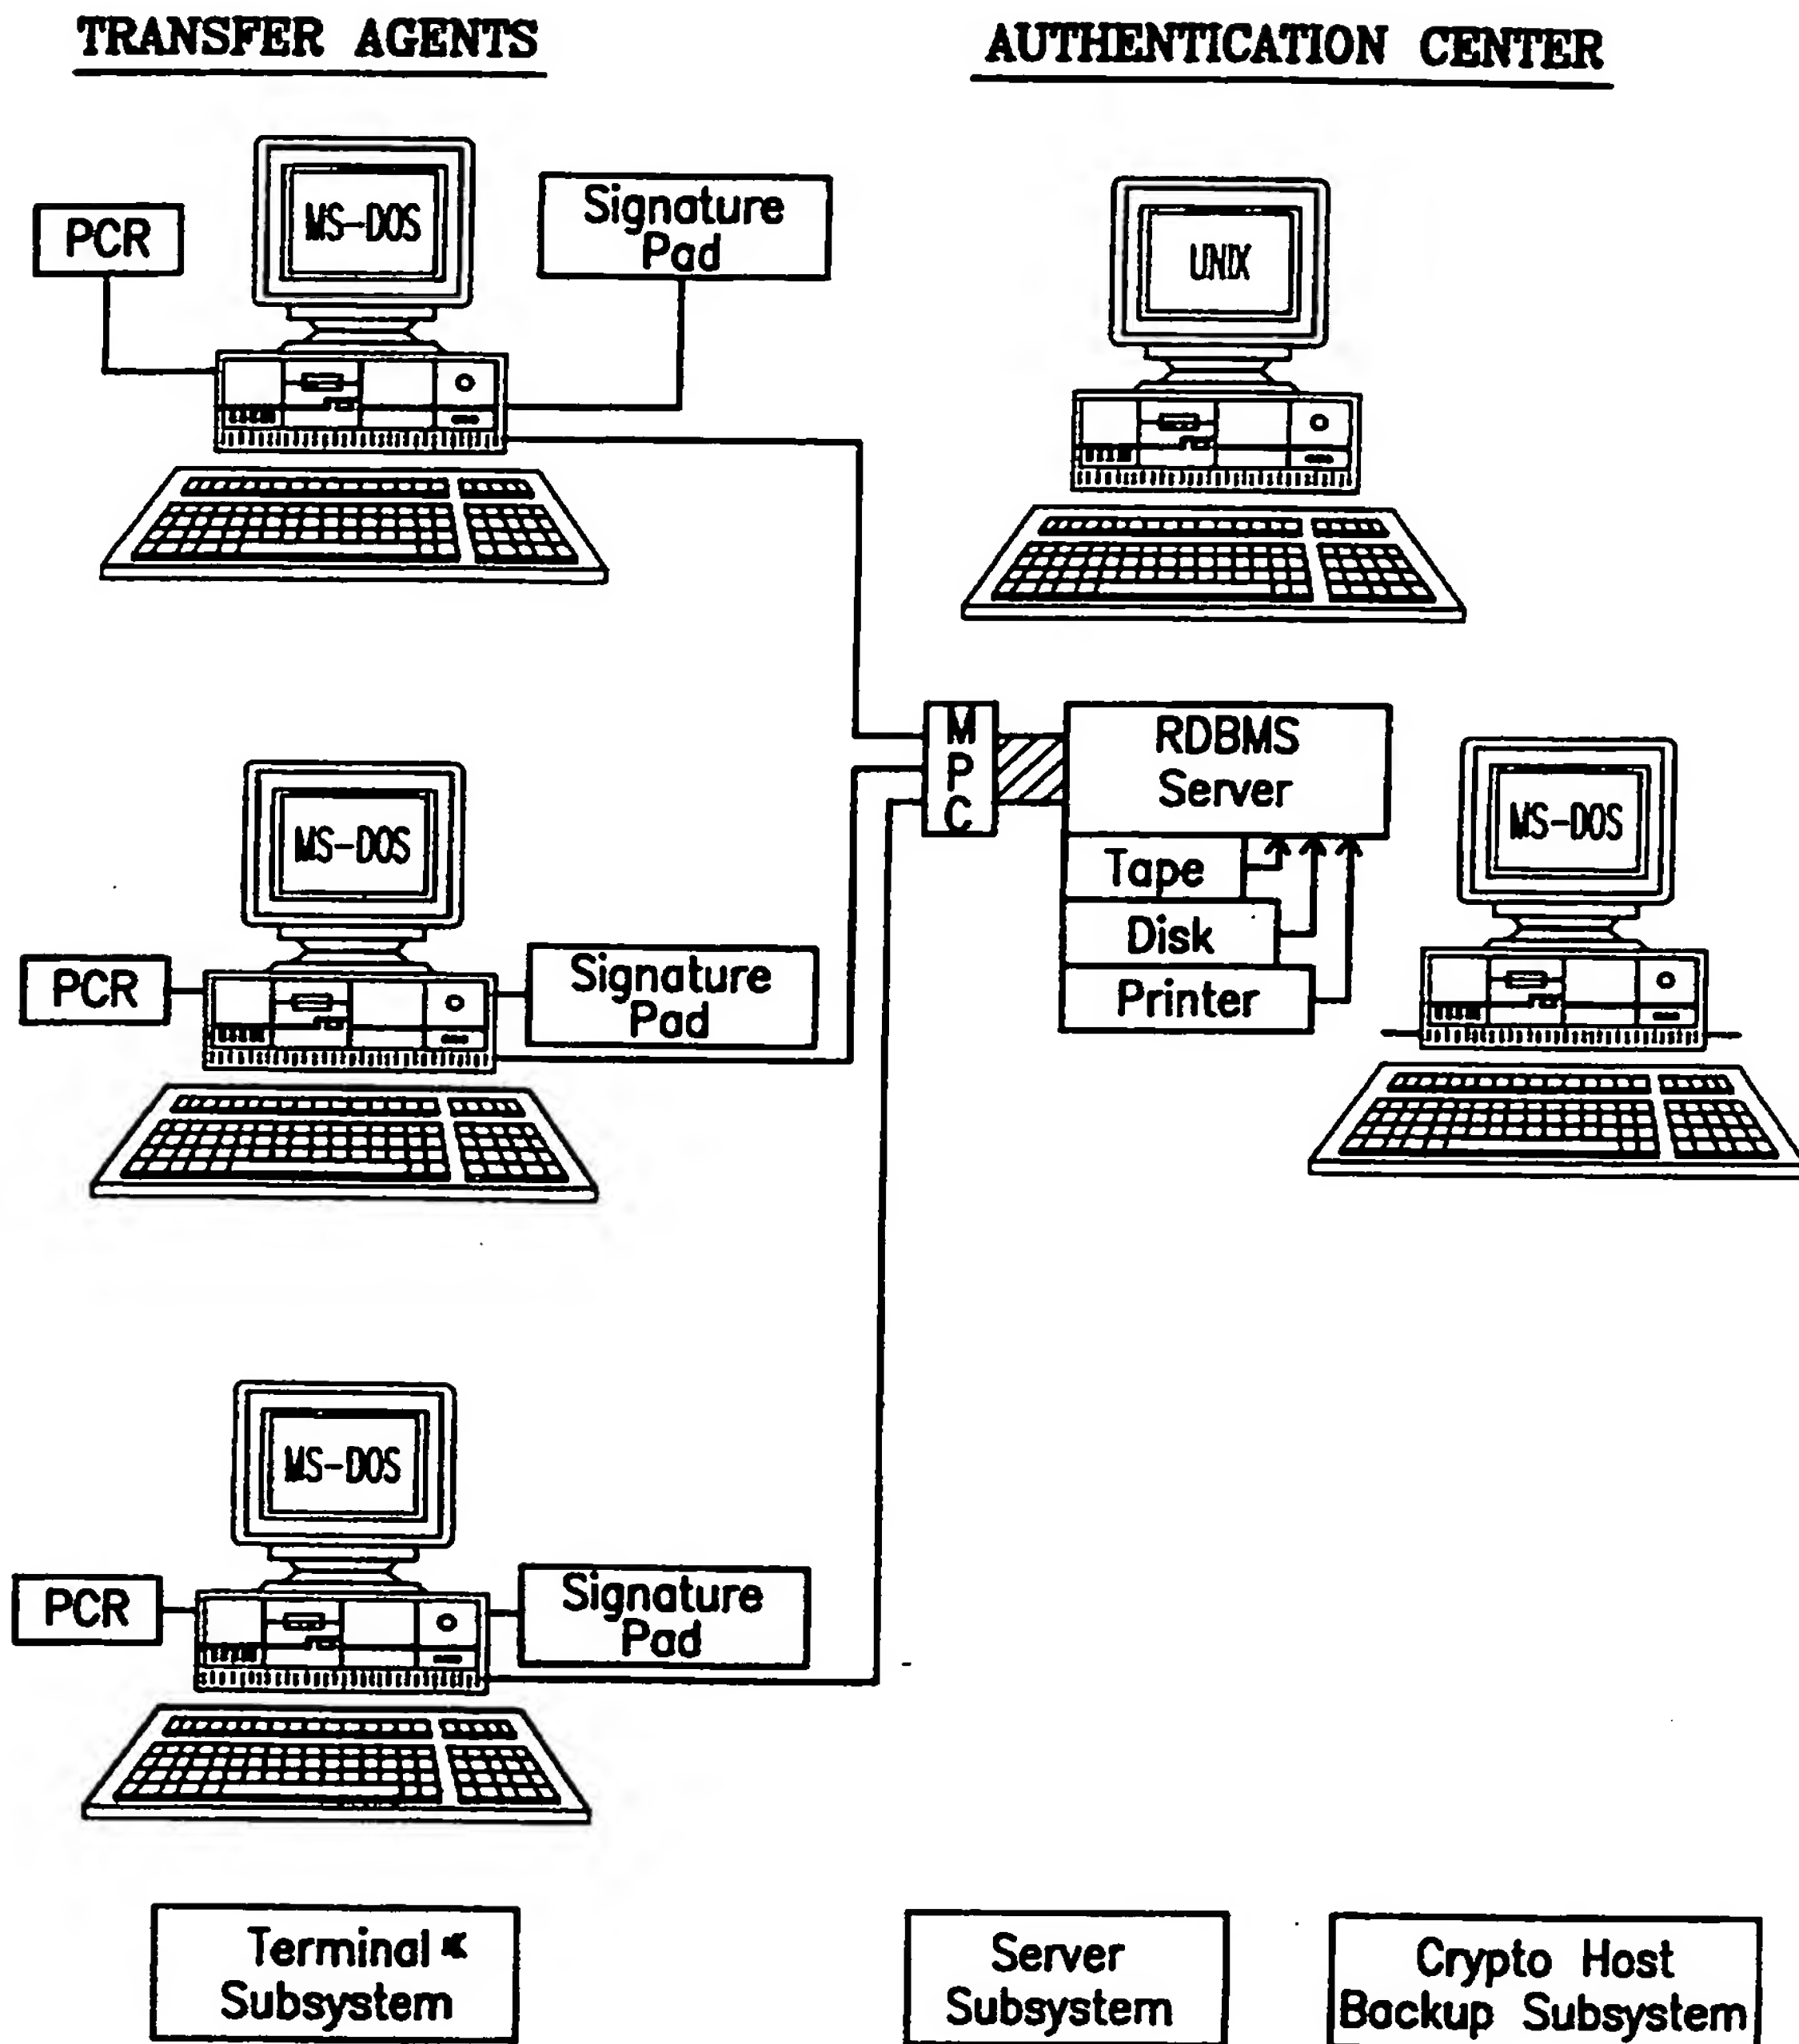 TRANSFER AGENTS
AUTHENTICATION CENTER
PCR
MS-DOS
Signature
Pad
UNIX
MPC
RDBMS
Server
Tape
Disk
Printer
MS-DOS
MS-DOS
PCR
Signature
Pad
MS-DOS
PCR
Signature
Pad
Terminal
Subsystem
Server
Subsystem
Crypto Host
Backup Subsystem